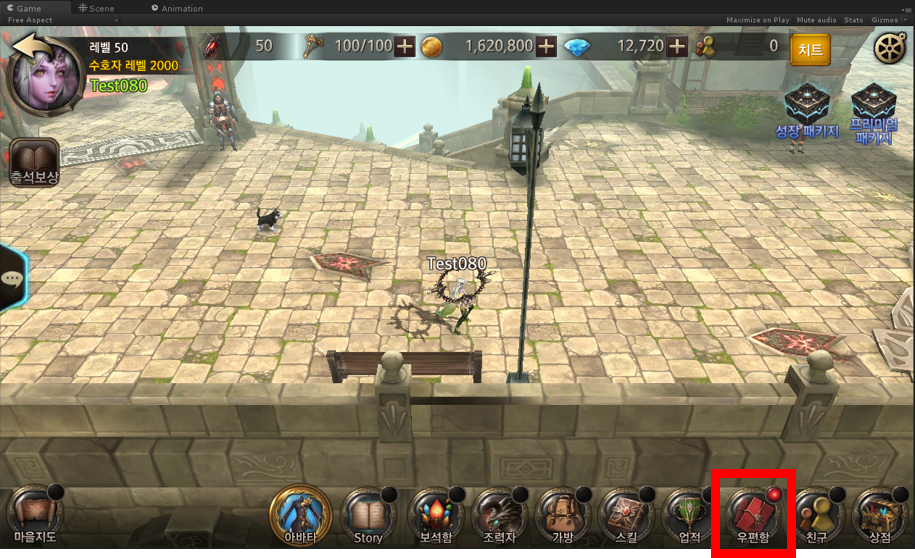 Game
Scene
Animation
Free Aspect
Maximize on Play
Mute audio
Stats
Gizmos
레벨 50
수호자 레벨 2000
Test080
50
100/100
1,620,800
12,720
0
치트
성장 패키지
프리미엄
패키지
출석보상
Test080
마을지도
아바타
Story
보석함
조력자
가방
스킬
업적
우편함
친구
상점